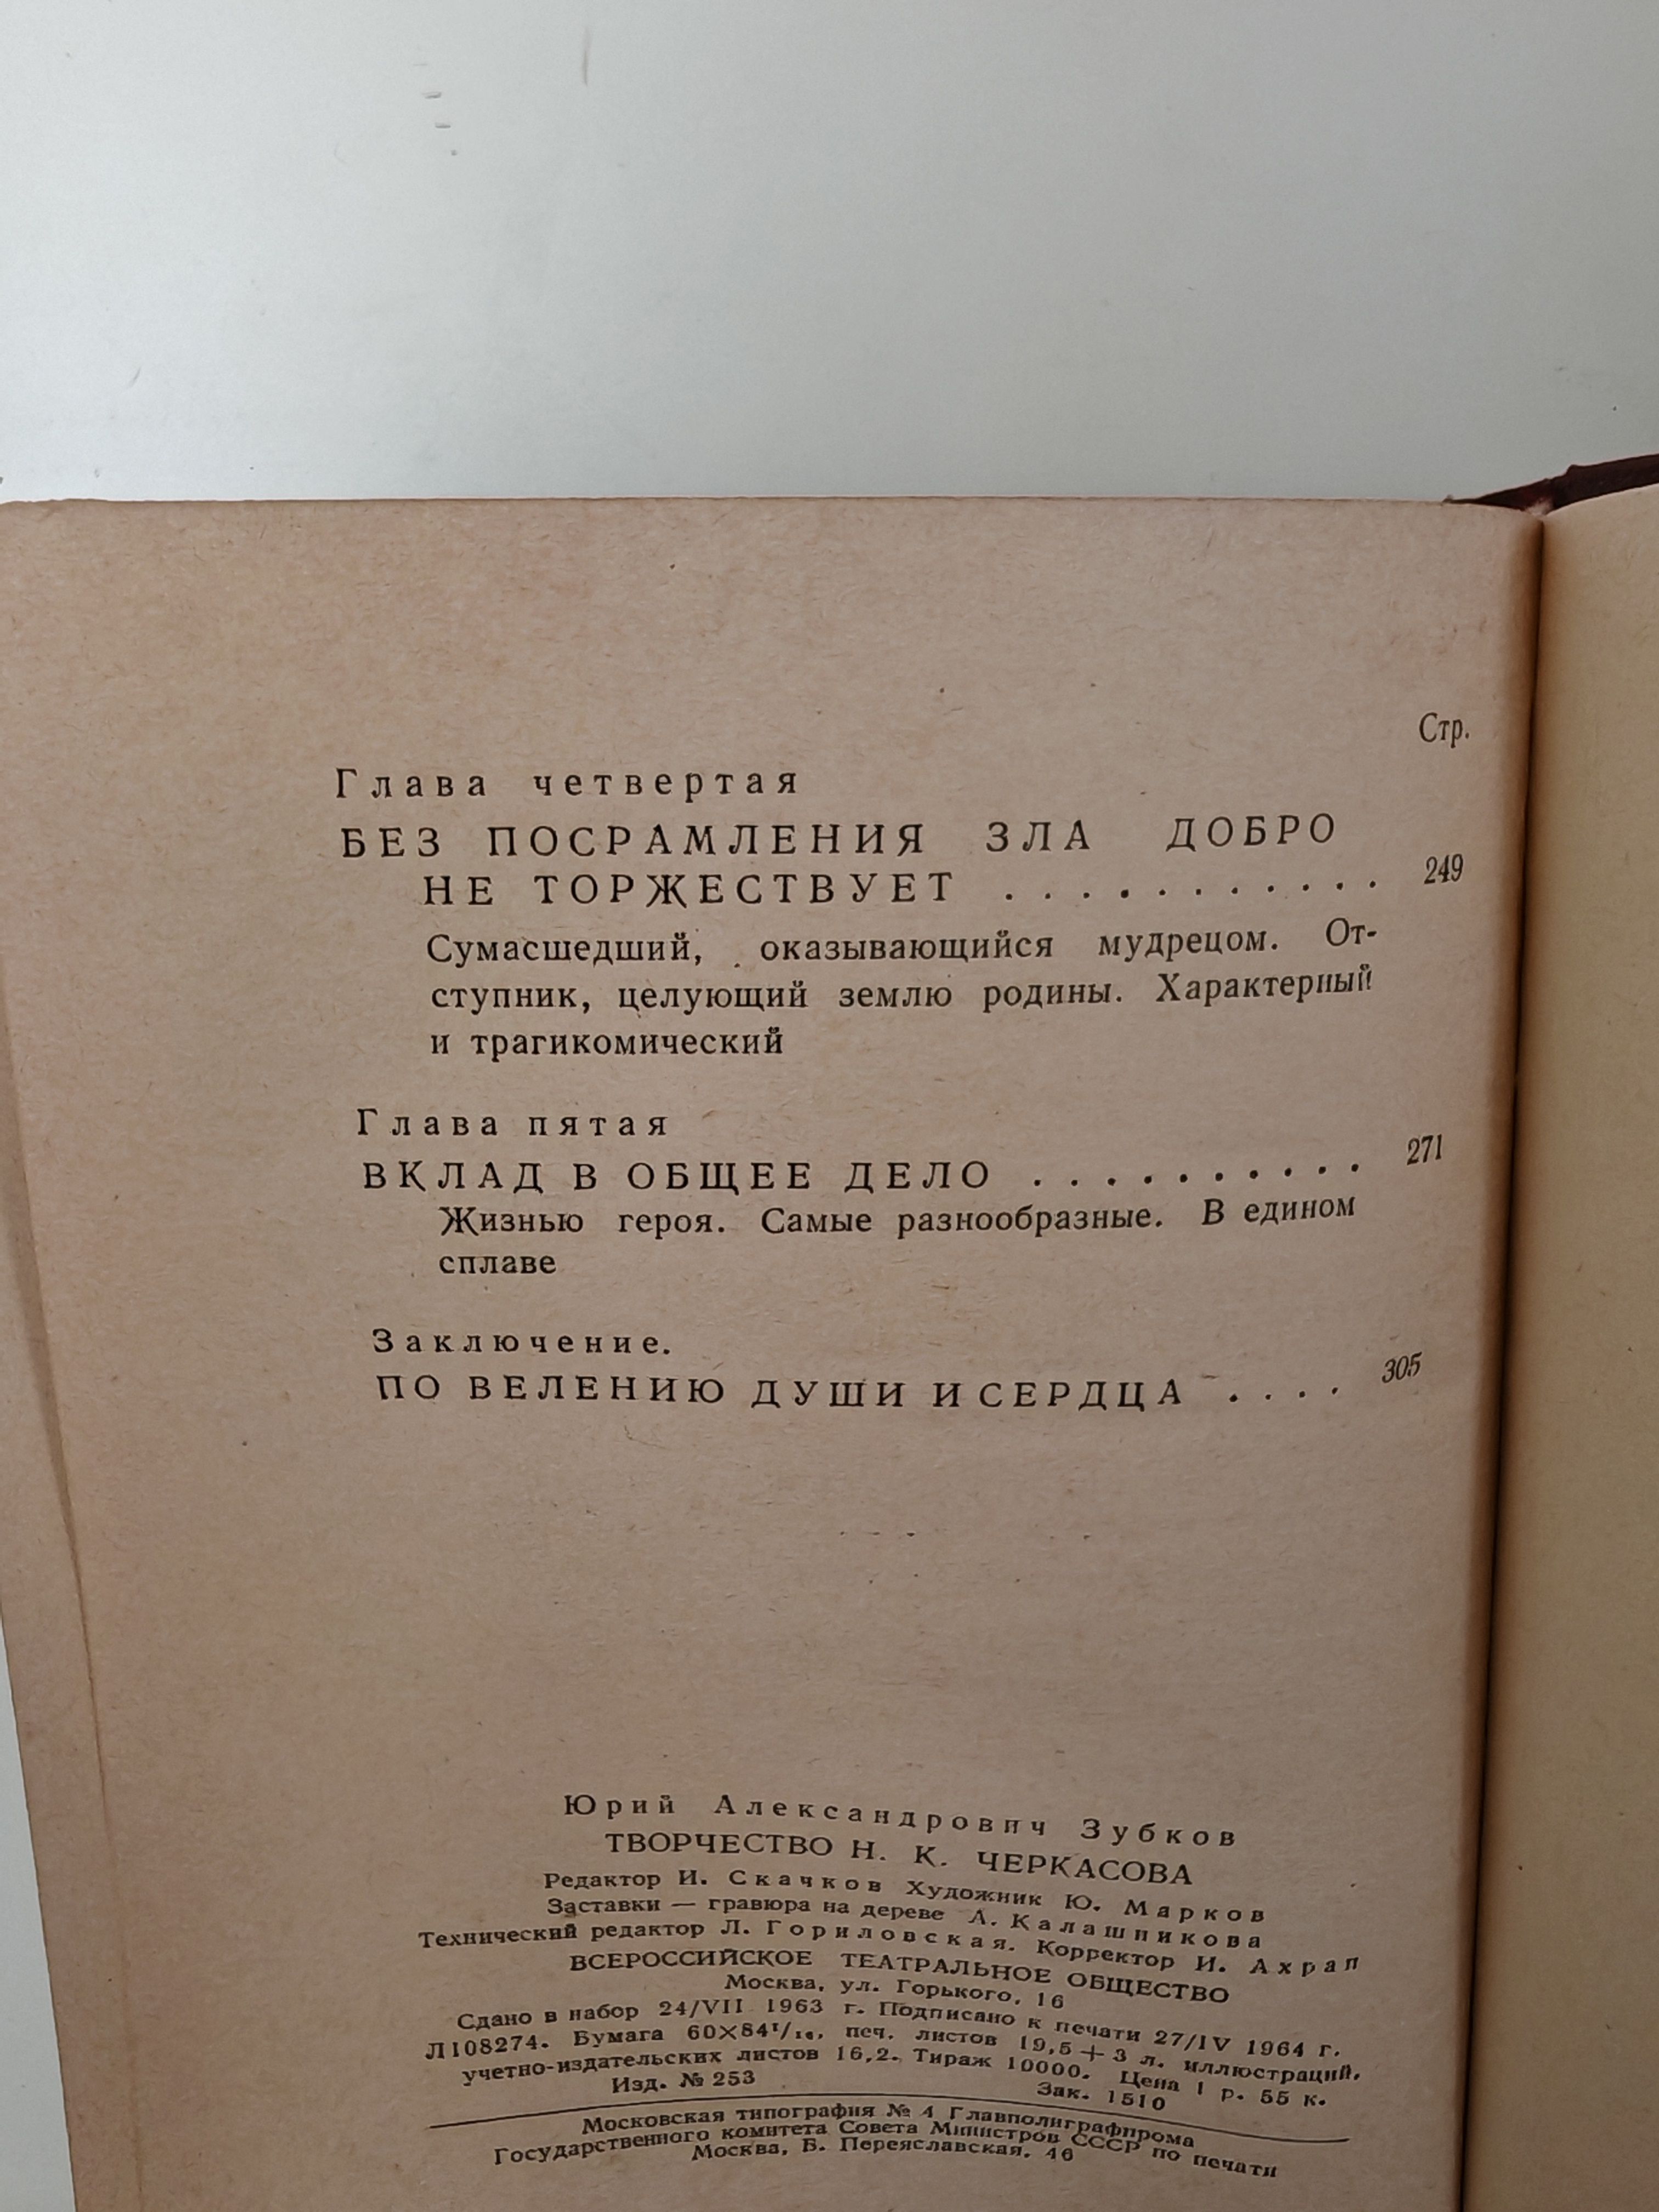 Стр.
Глава четвертая
БЕЗ ПОСРАМЛЕНИЯ ЗЛА ДОБРО
НЕ ТОРЖЕСТВУЕТ . . . . . . . . . . . 249
Сумасшедший, оказывающийся мудрецом. От-
ступник, целующий землю родины. Характерный
и трагикомический
Глава пятая
ВКЛАД В ОБЩЕЕ ДЕЛО . . . . . . . . . . 271
Жизнью героя. Самые разнообразные. В едином
сплаве
Заключение.
ПО ВЕЛЕНИЮ ДУШИ И СЕРДЦА . . . . 305
Юрий Александрович Зубков
ТВОРЧЕСТВО Н. К. ЧЕРКАСОВА
Редактор И. Скачков Художник Ю. Марков
Заставки — гравюра на дереве А. Калашникова
Технический редактор Л. Гориловская. Корректор И. Ахрап
ВСЕРОССИЙСКОЕ ТЕАТРАЛЬНОЕ ОБЩЕСТВО
Москва, ул. Горького, 16
Сдано в набор 24/VII 1963 г. Подписано к печати 27/IV 1964 г.
Л108274. Бумага 60×84¹/₁₆, печ. листов 19,5+3 л. иллюстраций,
учетно-издательских листов 16,2. Тираж 10000. Цена 1 р. 55 к.
Изд. № 253 Зак. 1510
Московская типография № 4 Главполиграфпрома
Государственного комитета Совета Министров СССР по печати
Москва, Б. Переяславская, 46